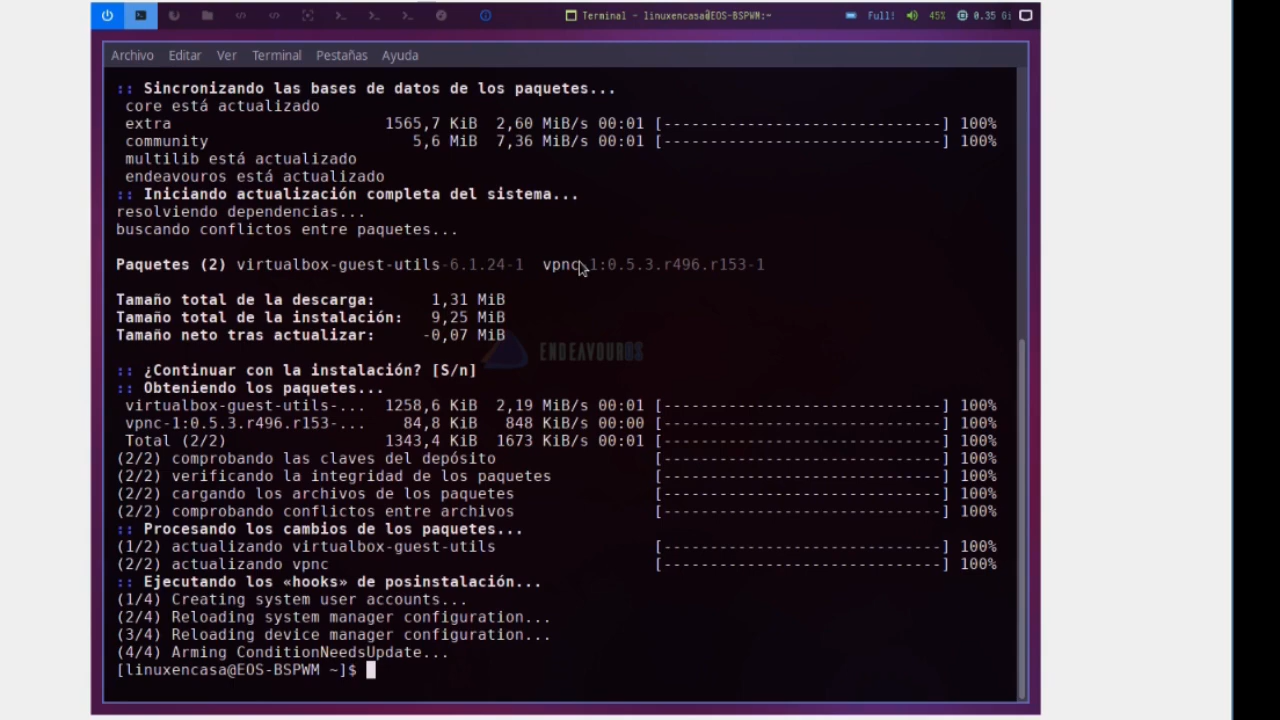 Terminal - linuxencasa@EOS-BSPWM:~
Full!
45%
0.35 Gi
Archivo Editar Ver Terminal Pestañas Ayuda
:: Sincronizando las bases de datos de los paquetes...
core está actualizado
extra 1565,7 KiB 2,60 MiB/s 00:01 [------------------------------] 100%
community 5,6 MiB 7,36 MiB/s 00:01 [------------------------------] 100%
multilib está actualizado
endeavouros está actualizado
:: Iniciando actualización completa del sistema...
resolviendo dependencias...
buscando conflictos entre paquetes...
Paquetes (2) virtualbox-guest-utils-6.1.24-1 vpnc-1:0.5.3.r496.r153-1
Tamaño total de la descarga: 1,31 MiB
Tamaño total de la instalación: 9,25 MiB
Tamaño neto tras actualizar: -0,07 MiB
ENDEAVOUROS
:: ¿Continuar con la instalación? [S/n]
:: Obteniendo los paquetes...
virtualbox-guest-utils-... 1258,6 KiB 2,19 MiB/s 00:01 [------------------------------] 100%
vpnc-1:0.5.3.r496.r153-... 84,8 KiB 848 KiB/s 00:00 [------------------------------] 100%
Total (2/2) 1343,4 KiB 1673 KiB/s 00:01 [------------------------------] 100%
(2/2) comprobando las claves del depósito [------------------------------] 100%
(2/2) verificando la integridad de los paquetes [------------------------------] 100%
(2/2) cargando los archivos de los paquetes [------------------------------] 100%
(2/2) comprobando conflictos entre archivos [------------------------------] 100%
:: Procesando los cambios de los paquetes...
(1/2) actualizando virtualbox-guest-utils [------------------------------] 100%
(2/2) actualizando vpnc [------------------------------] 100%
:: Ejecutando los «hooks» de posinstalación...
(1/4) Creating system user accounts...
(2/4) Reloading system manager configuration...
(3/4) Reloading device manager configuration...
(4/4) Arming ConditionNeedsUpdate...
[linuxencasa@EOS-BSPWM ~]$